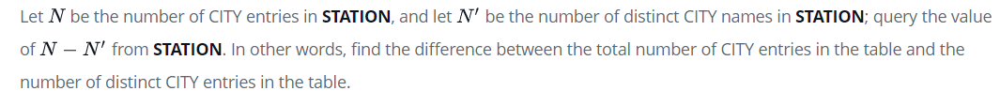 Let N be the number of CITY entries in STATION, and let N' be the number of distinct CITY names in STATION; query the value
of N − N' from STATION. In other words, find the difference between the total number of CITY entries in the table and the
number of distinct CITY entries in the table.